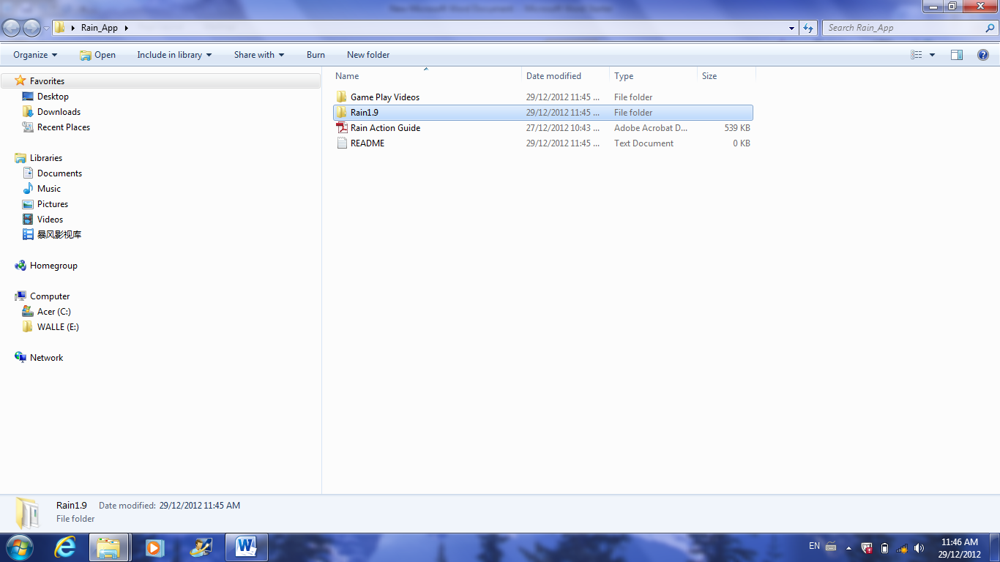 Rain_App
Search Rain_App
Organize Open Include in library Share with Burn New folder
Favorites
Desktop
Downloads
Recent Places
Libraries
Documents
Music
Pictures
Videos
暴风影视库
Homegroup
Computer
Acer (C:)
WALLE (E:)
Network
Name Date modified Type Size
Game Play Videos 29/12/2012 11:45 ... File folder
Rain1.9 29/12/2012 11:45 ... File folder
Rain Action Guide 27/12/2012 10:43 ... Adobe Acrobat D... 539 KB
README 29/12/2012 11:45 ... Text Document 0 KB
Rain1.9 Date modified: 29/12/2012 11:45 AM
File folder
EN
11:46 AM
29/12/2012